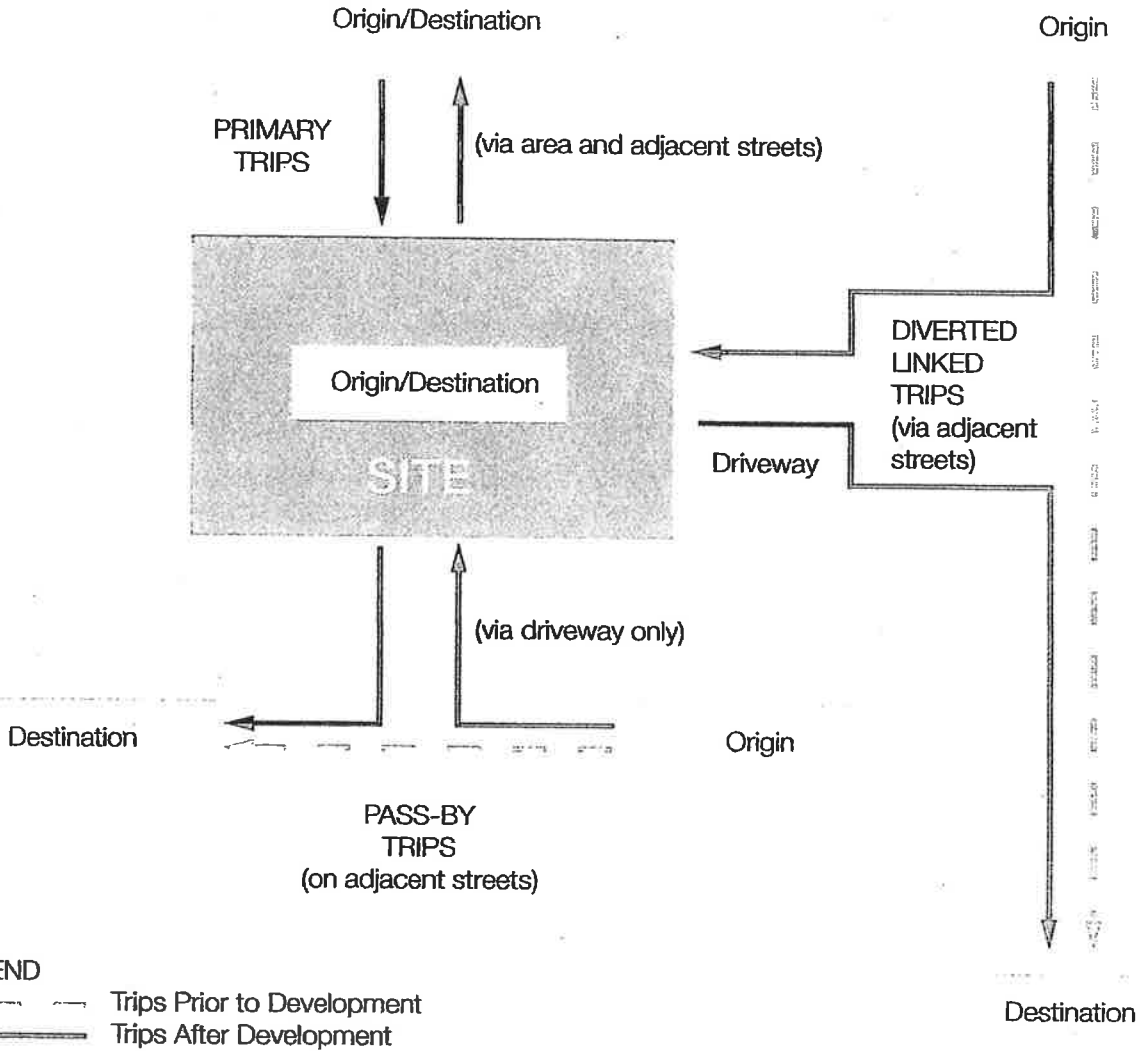 Origin/Destination
Origin
PRIMARY
TRIPS
(via area and adjacent streets)
Origin/Destination
SITE
DIVERTED
LINKED
TRIPS
(via adjacent
streets)
Driveway
(via driveway only)
Destination
Origin
PASS-BY
TRIPS
(on adjacent streets)
END
Trips Prior to Development
Trips After Development
Destination